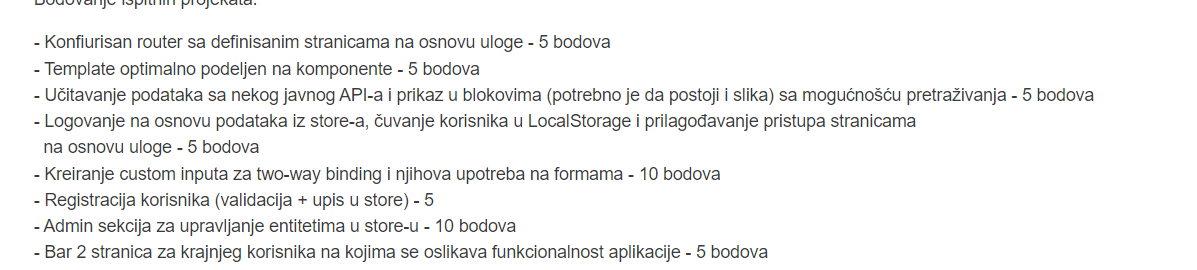 Bodovanje ispitnih projekata:
- Konfiurisan router sa definisanim stranicama na osnovu uloge - 5 bodova
- Template optimalno podeljen na komponente - 5 bodova
- Učitavanje podataka sa nekog javnog API-a i prikaz u blokovima (potrebno je da postoji i slika) sa mogućnošću pretraživanja - 5 bodova
- Logovanje na osnovu podataka iz store-a, čuvanje korisnika u LocalStorage i prilagođavanje pristupa stranicama
na osnovu uloge - 5 bodova
- Kreiranje custom inputa za two-way binding i njihova upotreba na formama - 10 bodova
- Registracija korisnika (validacija + upis u store) - 5
- Admin sekcija za upravljanje entitetima u store-u - 10 bodova
- Bar 2 stranica za krajnjeg korisnika na kojima se oslikava funkcionalnost aplikacije - 5 bodova